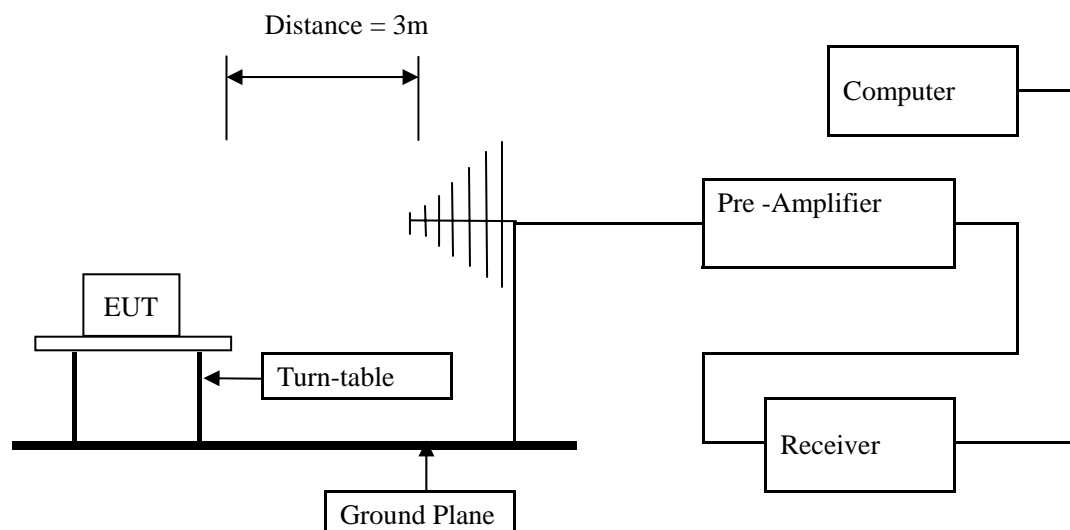 Distance = 3m
Computer
Pre -Amplifier
EUT
Turn-table
Receiver
Ground Plane